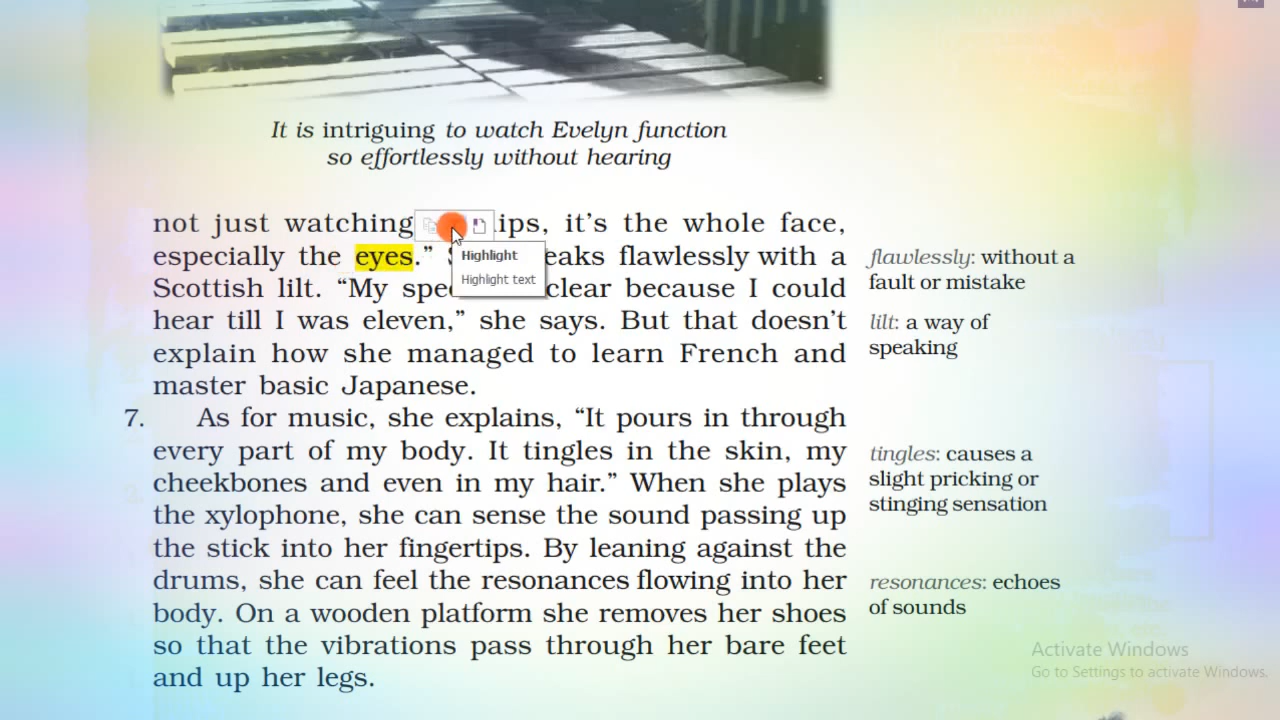 It is intriguing to watch Evelyn function
so effortlessly without hearing
not just watching ips, it's the whole face,
especially the eyes.” S eaks flawlessly with a
Scottish lilt. “My spe clear because I could
hear till I was eleven,” she says. But that doesn't
explain how she managed to learn French and
master basic Japanese.
Highlight
Highlight text
flawlessly: without a
fault or mistake
lilt: a way of
speaking
7. As for music, she explains, “It pours in through
every part of my body. It tingles in the skin, my
cheekbones and even in my hair.” When she plays
the xylophone, she can sense the sound passing up
the stick into her fingertips. By leaning against the
drums, she can feel the resonances flowing into her
body. On a wooden platform she removes her shoes
so that the vibrations pass through her bare feet
and up her legs.
tingles: causes a
slight pricking or
stinging sensation
resonances: echoes
of sounds
Activate Windows
Go to Settings to activate Windows.